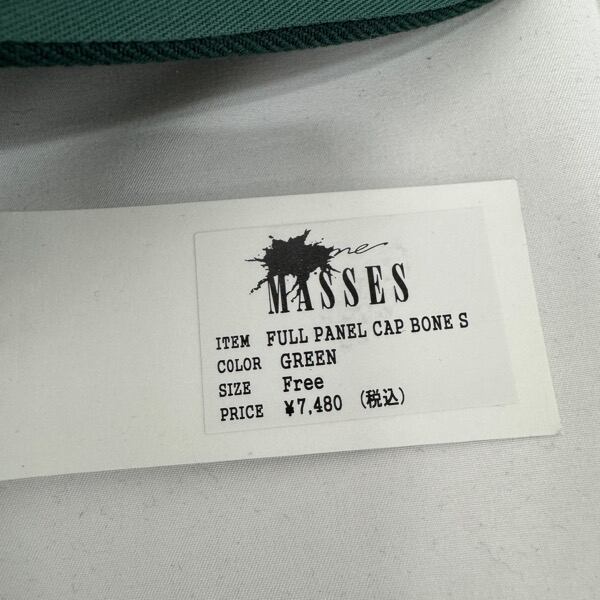 MASSES
ITEM FULL PANEL CAP BONE S
COLOR GREEN
SIZE Free
PRICE ¥7,480 (税込)